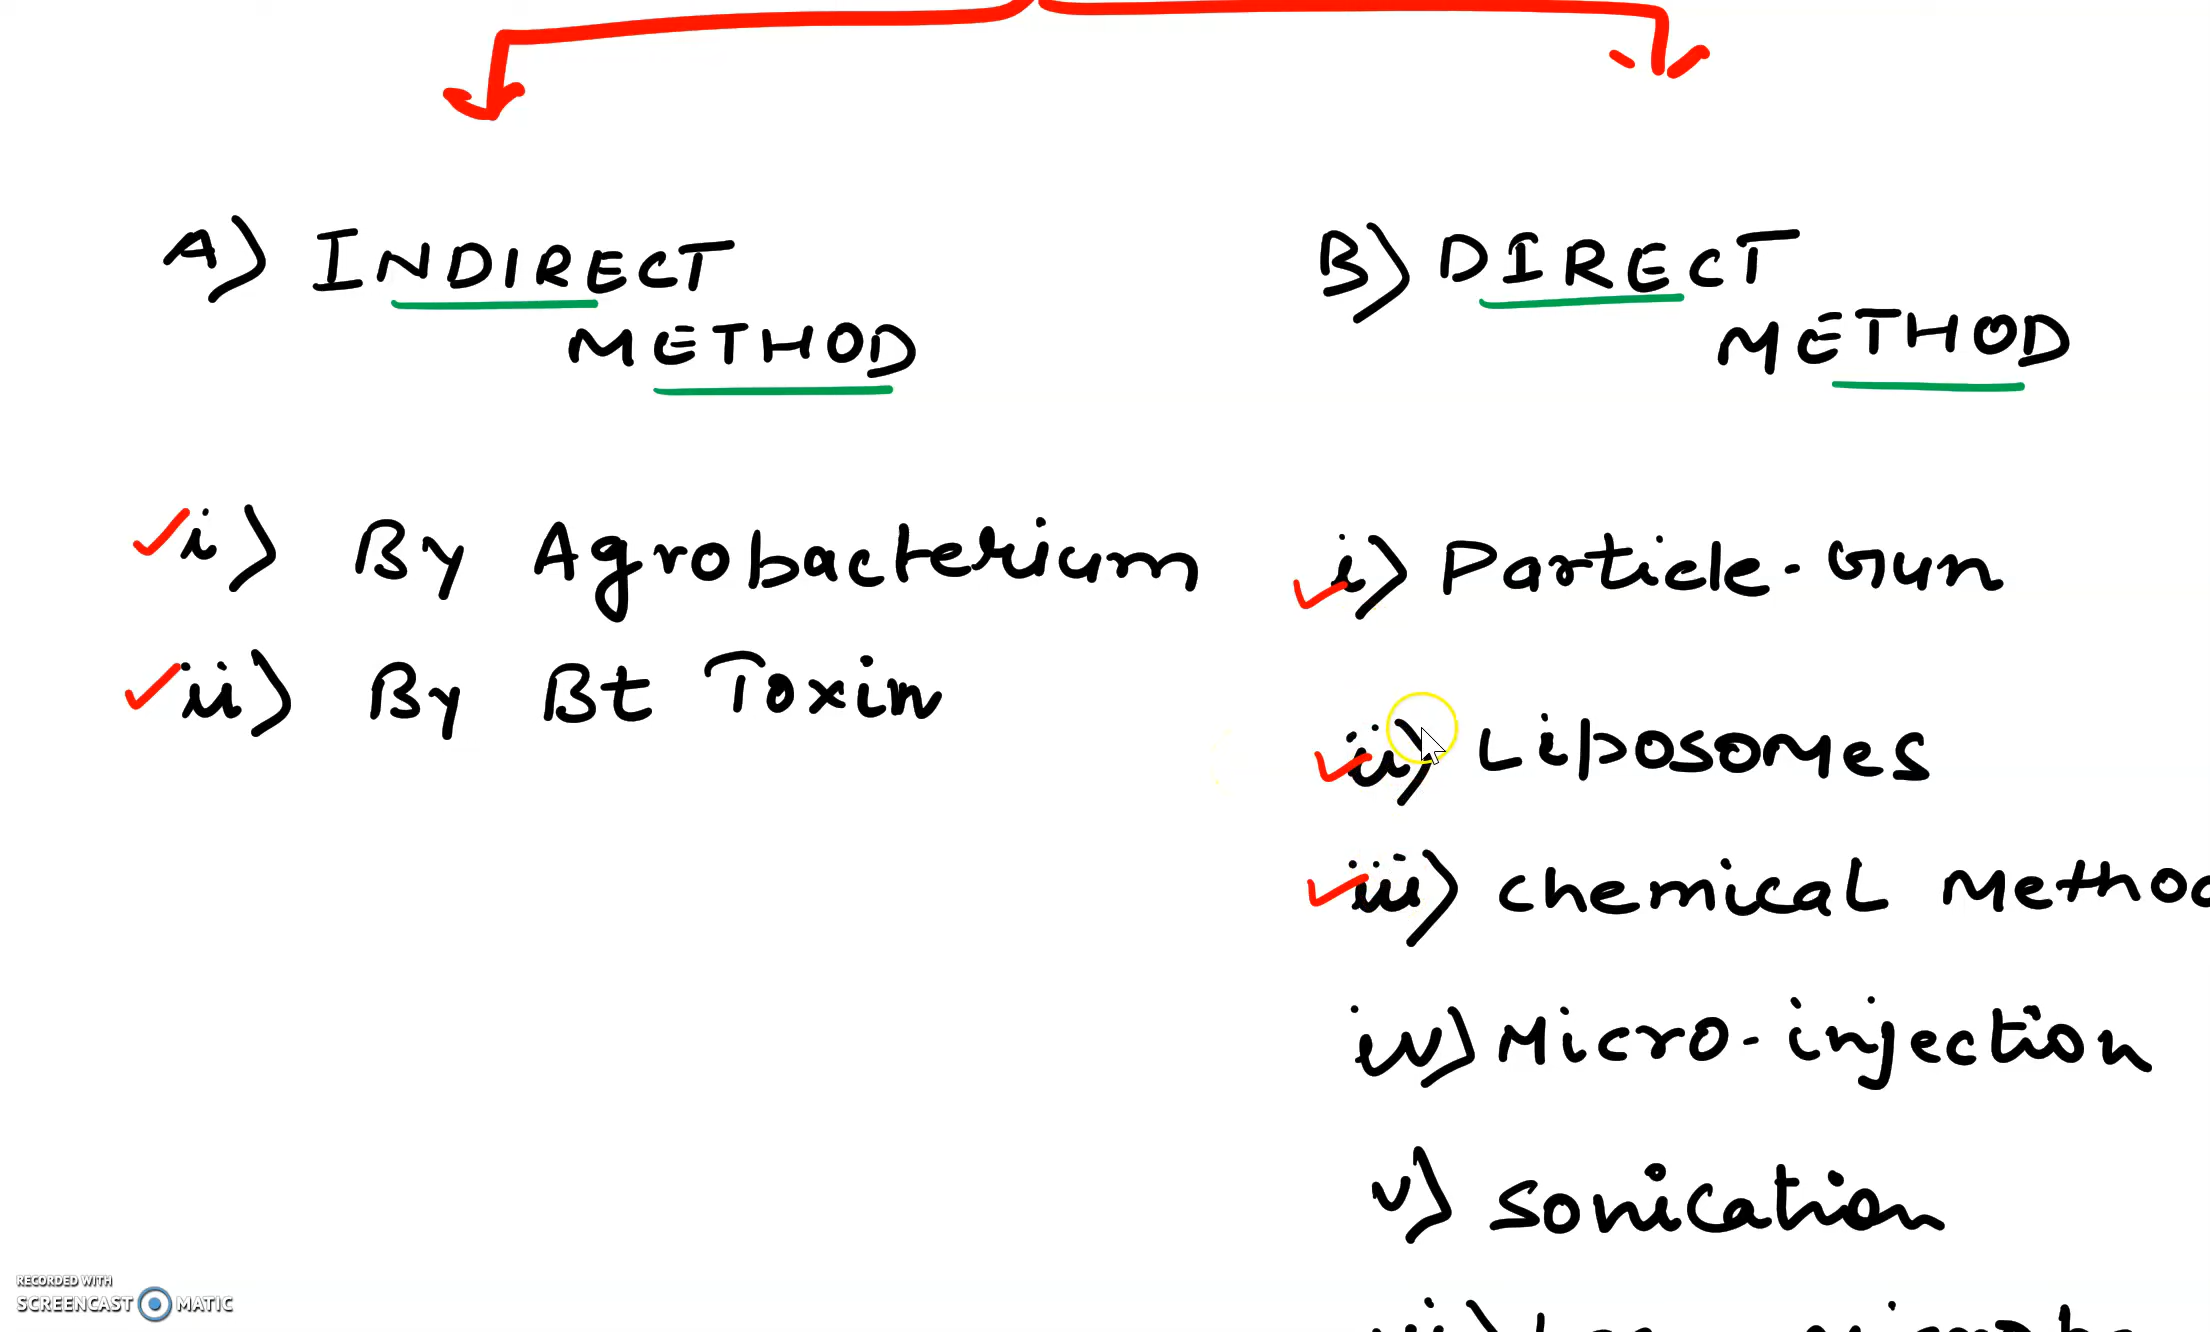 A) INDIRECT
METHOD
i) By Agrobacterium
ii) By Bt Toxin
B) DIRECT
METHOD
i) Particle-Gun
ii) Liposomes
iii) chemical Metho
iv) Micro-injection
v) sonication
RECORDED WITH
SCREENCAST MATIC